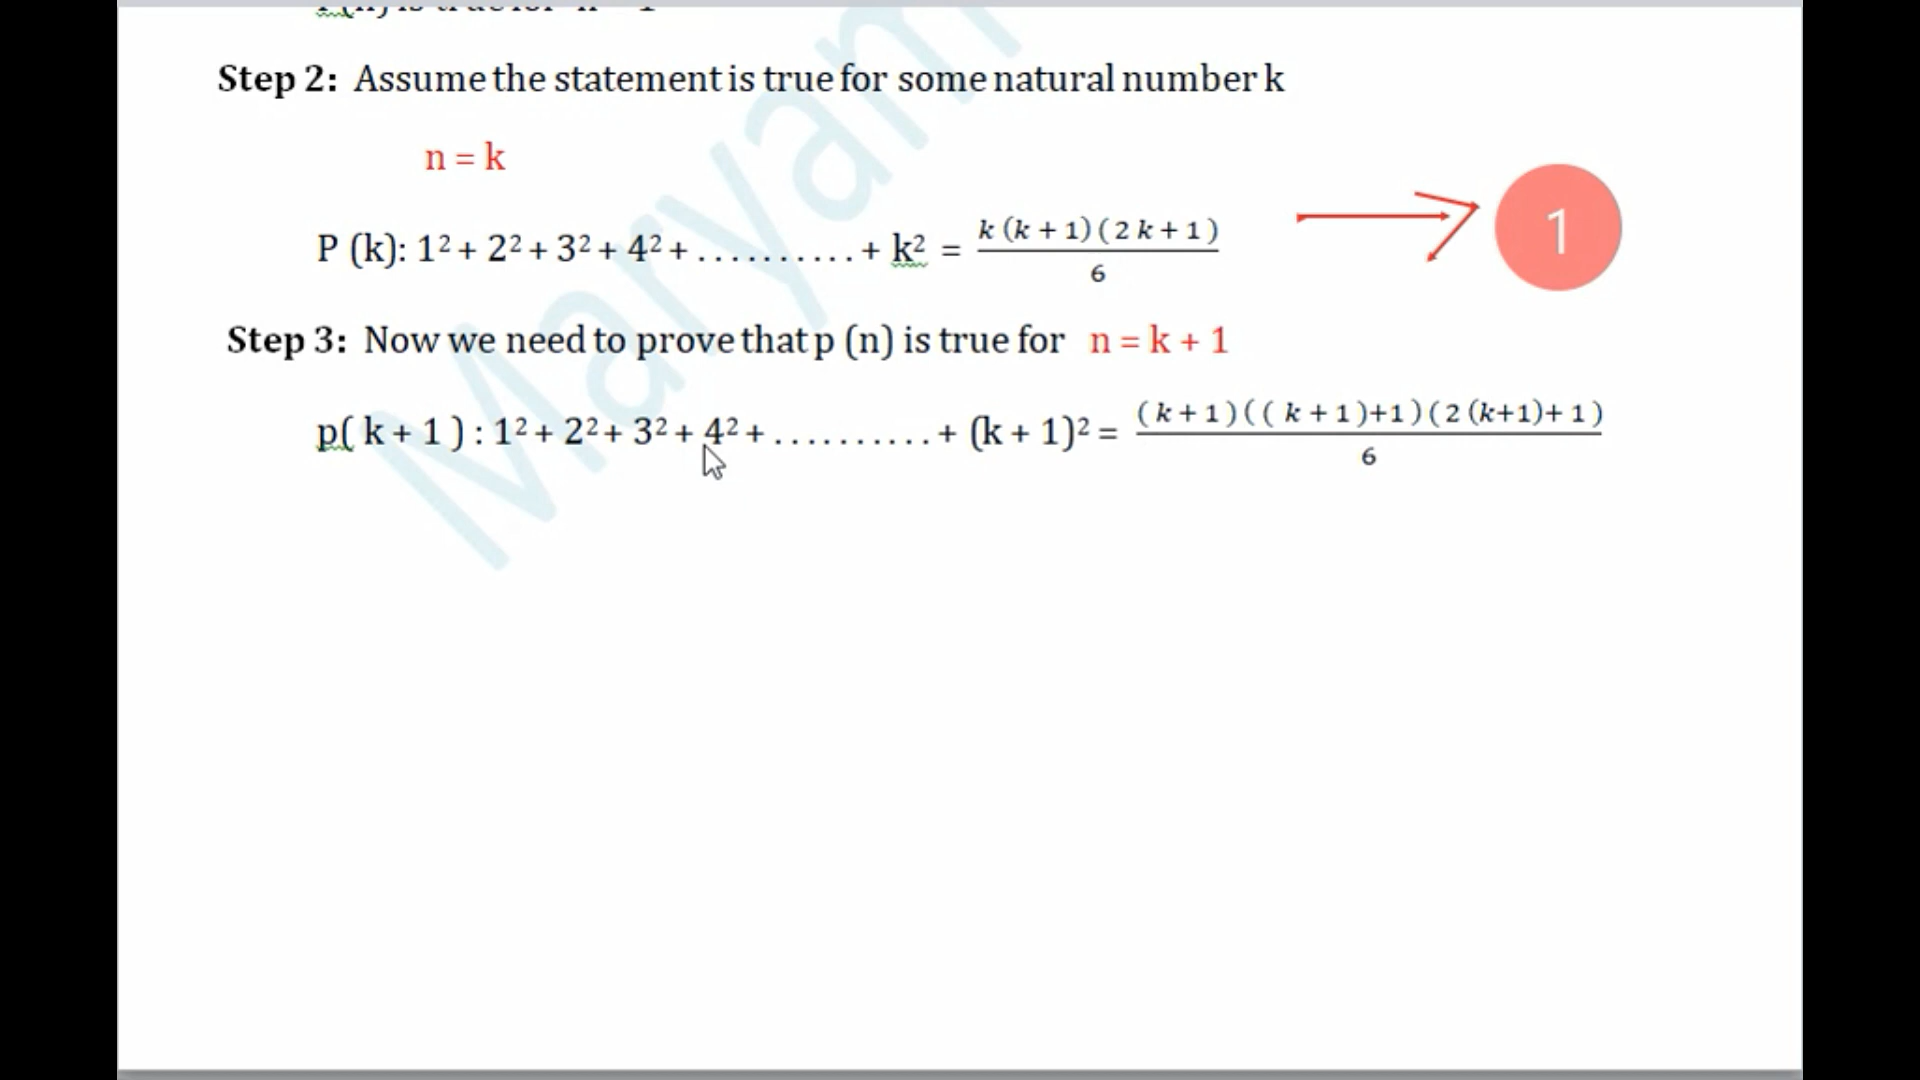 Step 2: Assume the statement is true for some natural number k
n = k
P (k): 1² + 2² + 3² + 4² + .......... + k² = k (k + 1) (2 k + 1) / 6
1
Step 3: Now we need to prove that p (n) is true for n = k + 1
p( k + 1 ) : 1² + 2² + 3² + 4² + .......... + (k + 1)² = ( k + 1 ) ( ( k + 1 )+1 ) ( 2 (k+1)+ 1 ) / 6
Maryam